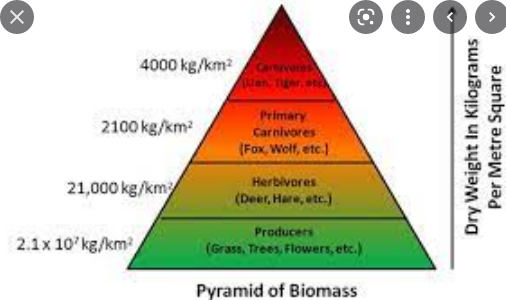 4000 kg/km²
Carnivores
(Lion, Tiger, etc)
2100 kg/km²
Primary
Carnivores
(Fox, Wolf, etc.)
21,000 kg/km²
Herbivores
(Deer, Hare, etc.)
2.1 x 10⁷ kg/km²
Producers
(Grass, Trees, Flowers, etc.)
Dry Weight In Kilograms
Per Metre Square
Pyramid of Biomass